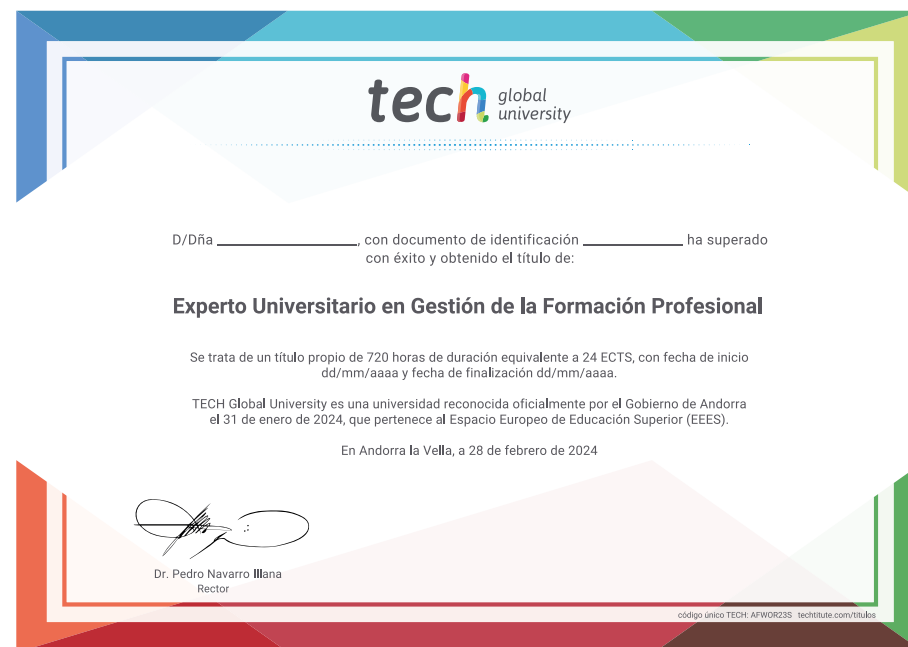 tech global university
D/Dña ______________, con documento de identificación __________ ha superado
con éxito y obtenido el título de:
Experto Universitario en Gestión de la Formación Profesional
Se trata de un título propio de 720 horas de duración equivalente a 24 ECTS, con fecha de inicio
dd/mm/aaaa y fecha de finalización dd/mm/aaaa.
TECH Global University es una universidad reconocida oficialmente por el Gobierno de Andorra
el 31 de enero de 2024, que pertenece al Espacio Europeo de Educación Superior (EEES).
En Andorra la Vella, a 28 de febrero de 2024
Dr. Pedro Navarro Illana
Rector
código único TECH: AFWOR23S techtitute.com/titulos